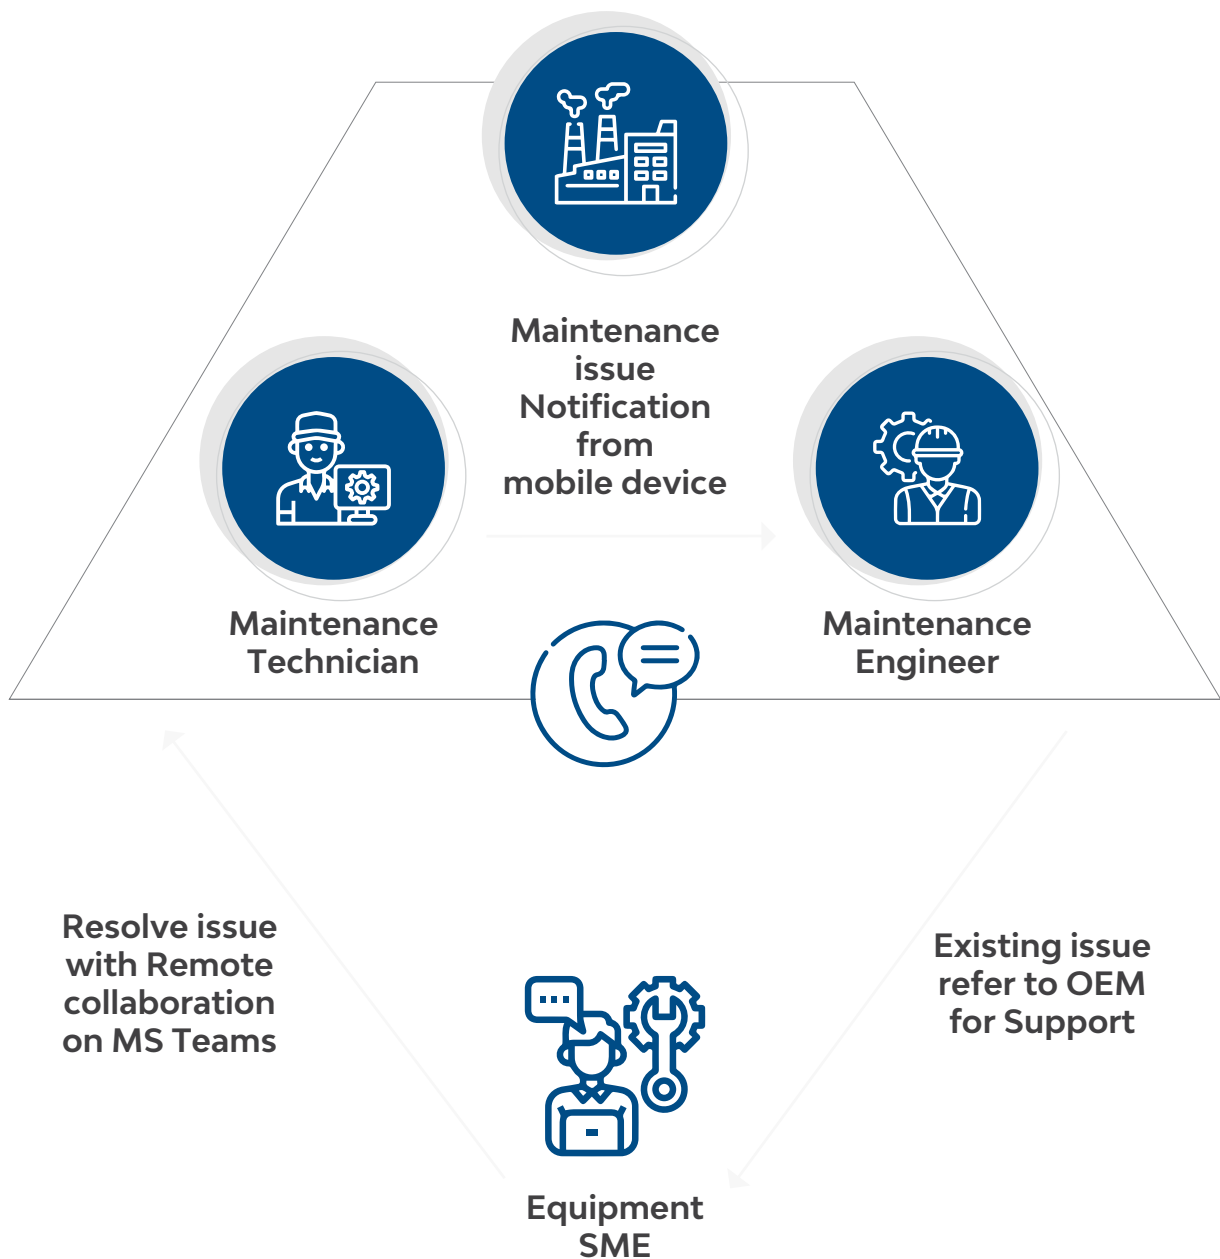 Maintenance
issue
Notification
from
mobile device
Maintenance
Technician
Maintenance
Engineer
Resolve issue
with Remote
collaboration
on MS Teams
Existing issue
refer to OEM
for Support
Equipment
SME